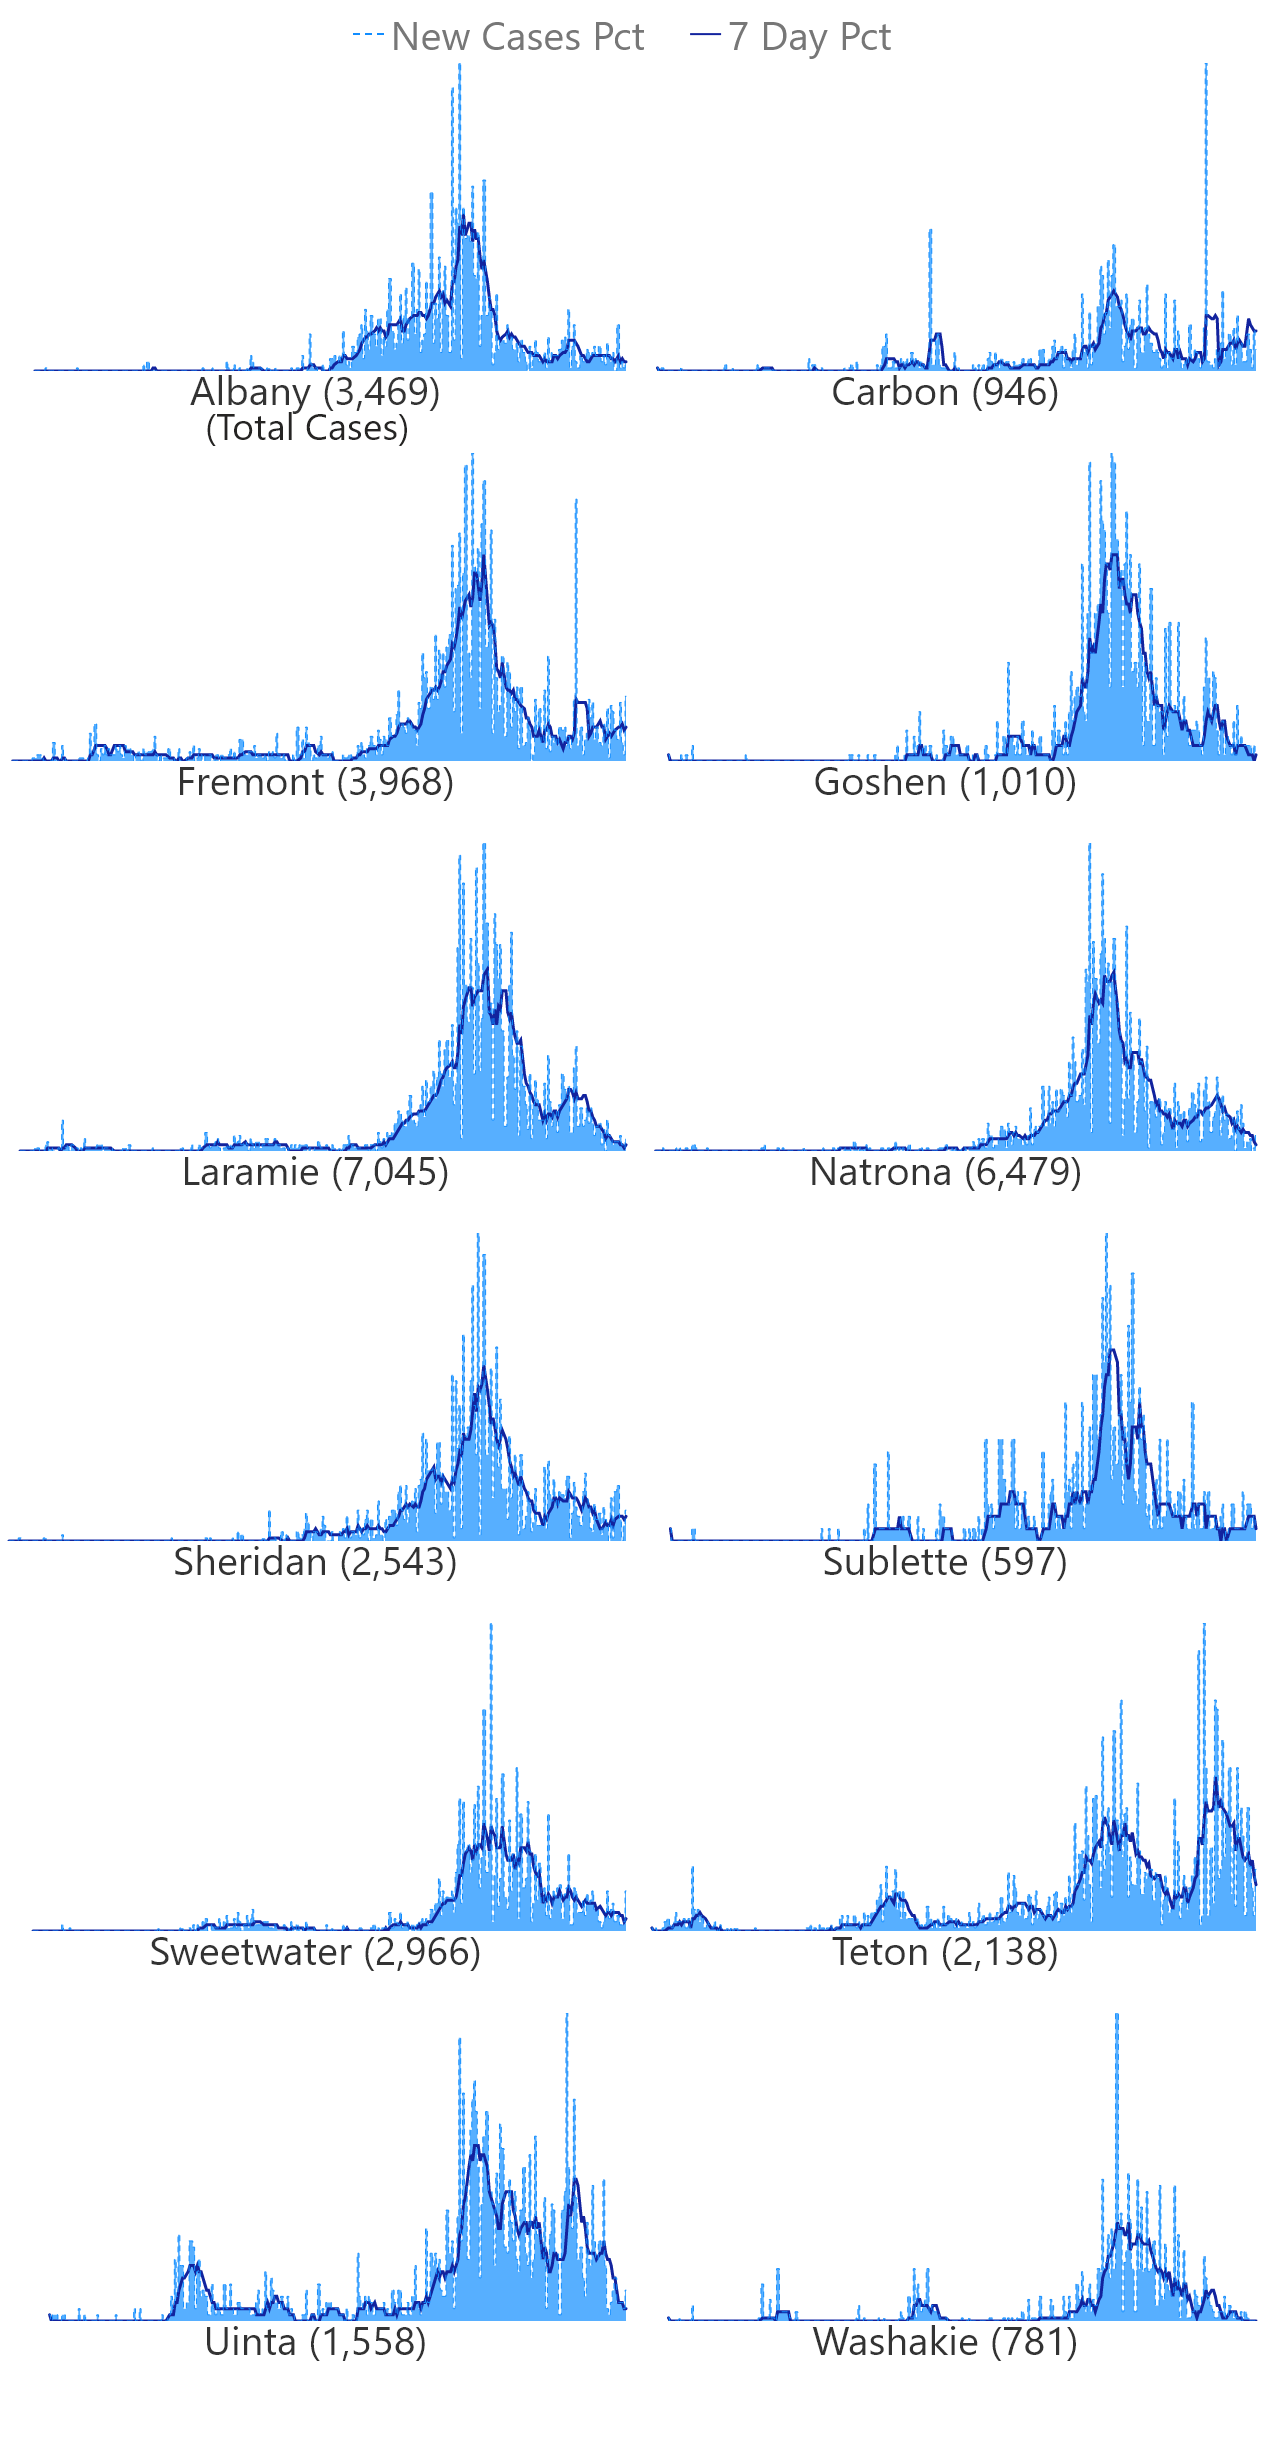 New Cases Pct 7 Day Pct
Albany (3,469) Carbon (946)
(Total Cases)
Fremont (3,968) Goshen (1,010)
Laramie (7,045) Natrona (6,479)
Sheridan (2,543) Sublette (597)
Sweetwater (2,966) Teton (2,138)
Uinta (1,558) Washakie (781)